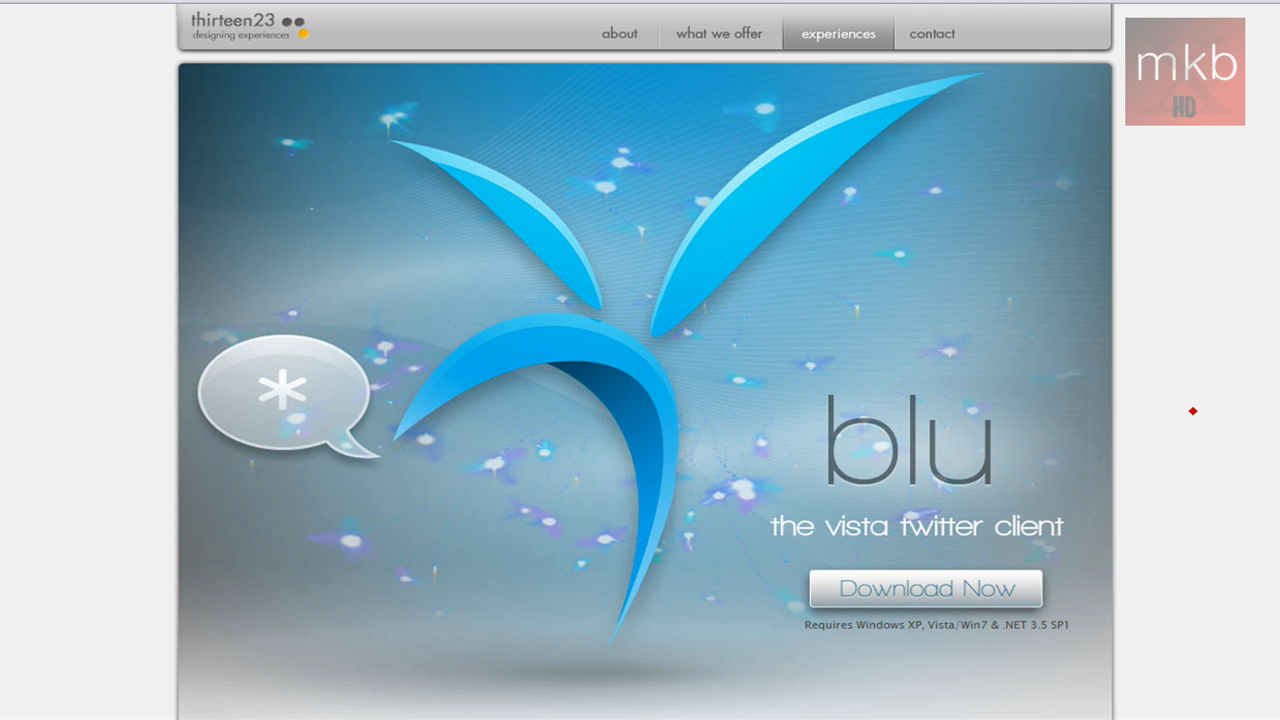 thirteen23
designing experiences
about
what we offer
experiences
contact
mkb
HD
*
blu
the vista twitter client
Download Now
Requires Windows XP, Vista/Win7 & .NET 3.5 SP1